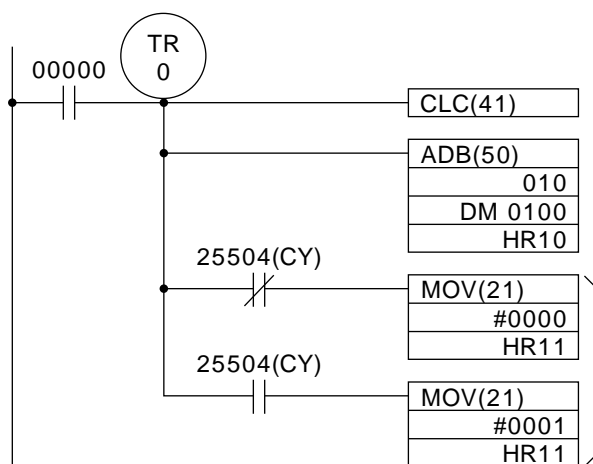 TR
0
00000
CLC(41)
ADB(50)
010
DM 0100
HR10
25504(CY)
MOV(21)
#0000
HR11
25504(CY)
MOV(21)
#0001
HR11